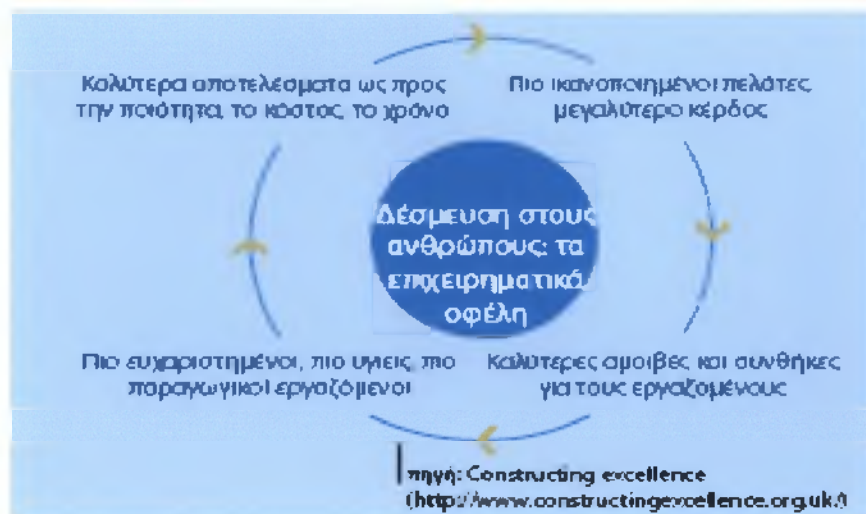 Καλύτερα αποτελέσματα ως προς
την ποιότητα, το κόστος, το χρόνο
Πιο ικανοποιημένοι πελάτες,
μεγαλύτερο κέρδος
Δέσμευση στους
ανθρώπους: τα
επιχειρηματικά
οφέλη
Πιο ευχαριστημένοι, πιο υγιείς, πιο
παραγωγικοί εργαζόμενοι
Καλύτερες αμοιβές και συνθήκες
για τους εργαζομένους
πηγή: Constructing excellence
(http://www.constructingexcellence.org.uk/)